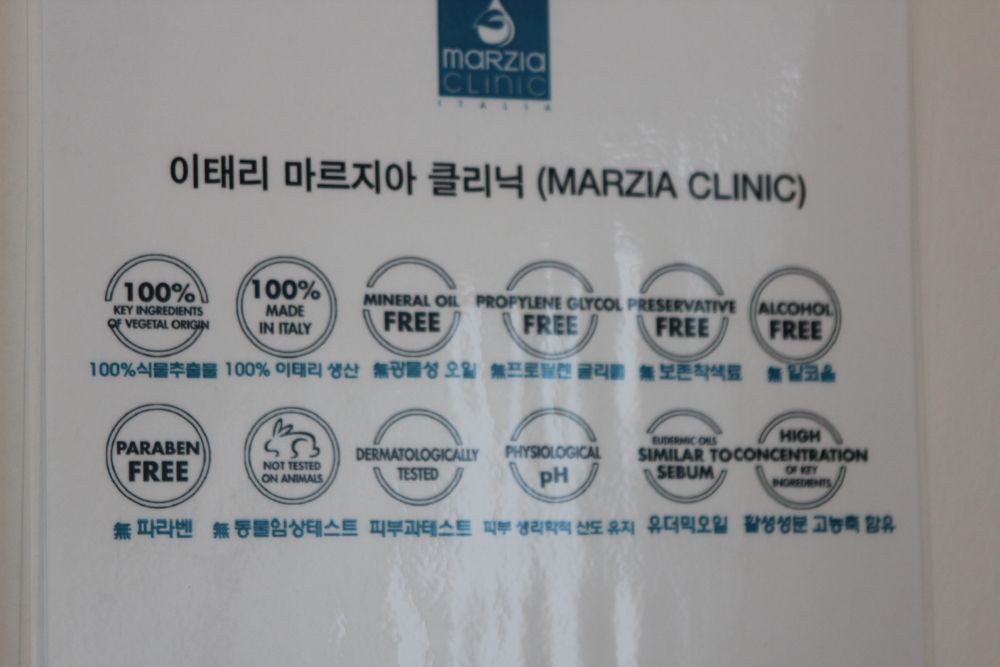 marzia
CLINIC
ITALIA
이태리 마르지아 클리닉 (MARZIA CLINIC)
100%
KEY INGREDIENTS
OF VEGETAL ORIGIN
100%
MADE
IN ITALY
MINERAL OIL
FREE
PROPYLENE GLYCOL
FREE
PRESERVATIVE
FREE
ALCOHOL
FREE
100%식물추출물 100% 이태리 생산 無광물성 오일 無프로필렌 글리콜 無 보존착색료 無 알코올
PARABEN
FREE
NOT TESTED
ON ANIMALS
DERMATOLOGICALLY
TESTED
PHYSIOLOGICAL
pH
EUDERMIC OILS
SIMILAR TO
SEBUM
HIGH
CONCENTRATION
OF KEY
INGREDIENTS
無 파라벤 無 동물임상테스트 피부과테스트 피부 생리학적 산도 유지 유더믹오일 활성성분 고농축 함유